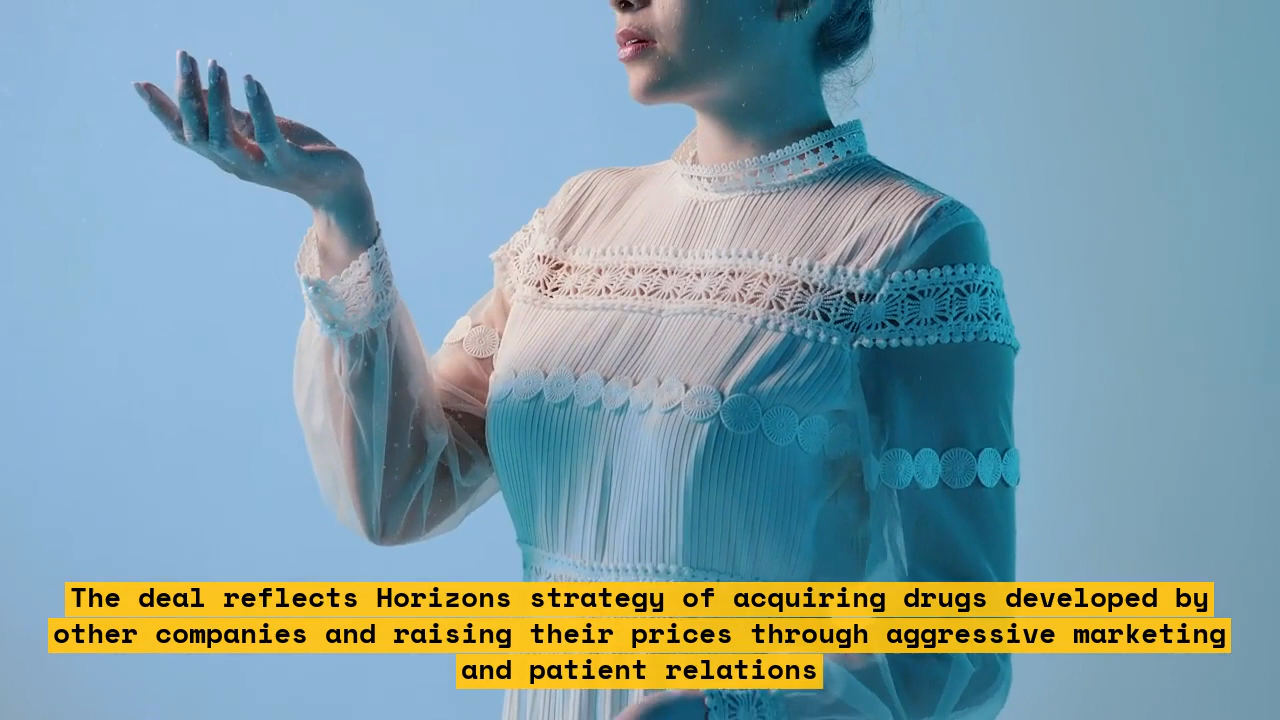 The deal reflects Horizons strategy of acquiring drugs developed by
other companies and raising their prices through aggressive marketing
and patient relations